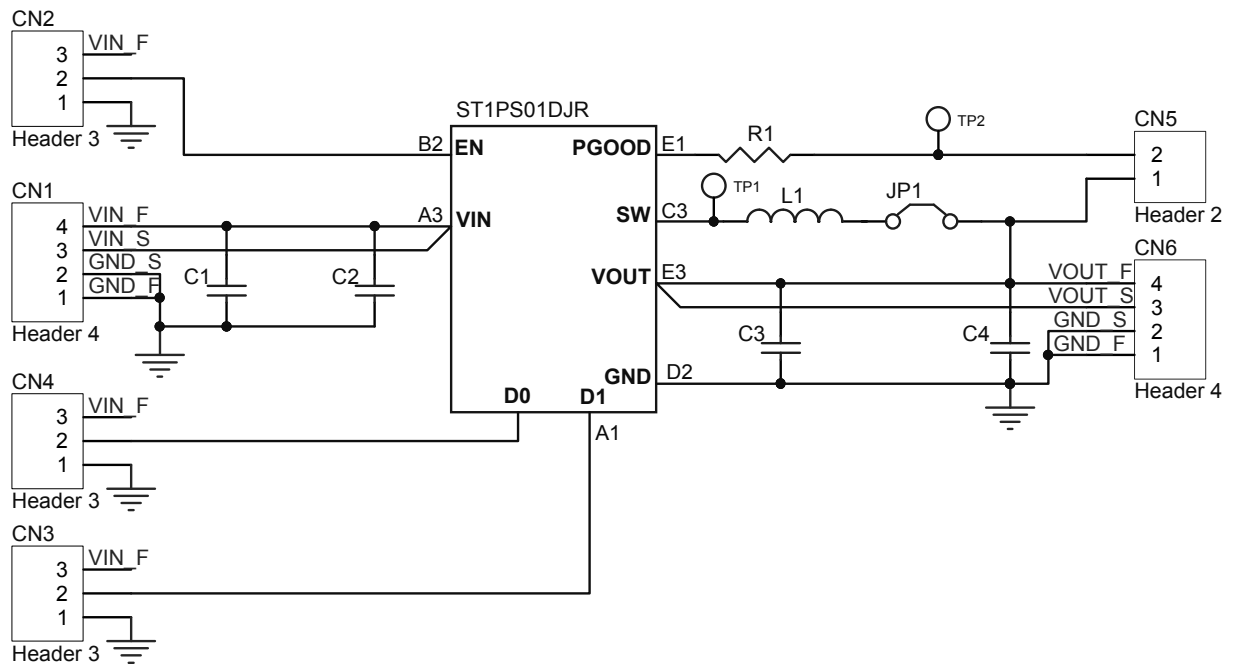 CN2
VIN_F
3
2
1
Header 3
CN1
VIN_F
4
VIN_S
3
GND_S
2
GND_F
1
Header 4
C1
C2
CN4
VIN_F
3
2
1
Header 3
CN3
VIN_F
3
2
1
Header 3
ST1PS01DJR
B2
EN
A3
VIN
PGOOD
E1
SW
C3
VOUT
E3
GND
D2
D0
D1
A1
R1
TP2
TP1
L1
JP1
C3
C4
CN5
2
1
Header 2
CN6
VOUT_F
4
VOUT_S
3
GND_S
2
GND_F
1
Header 4